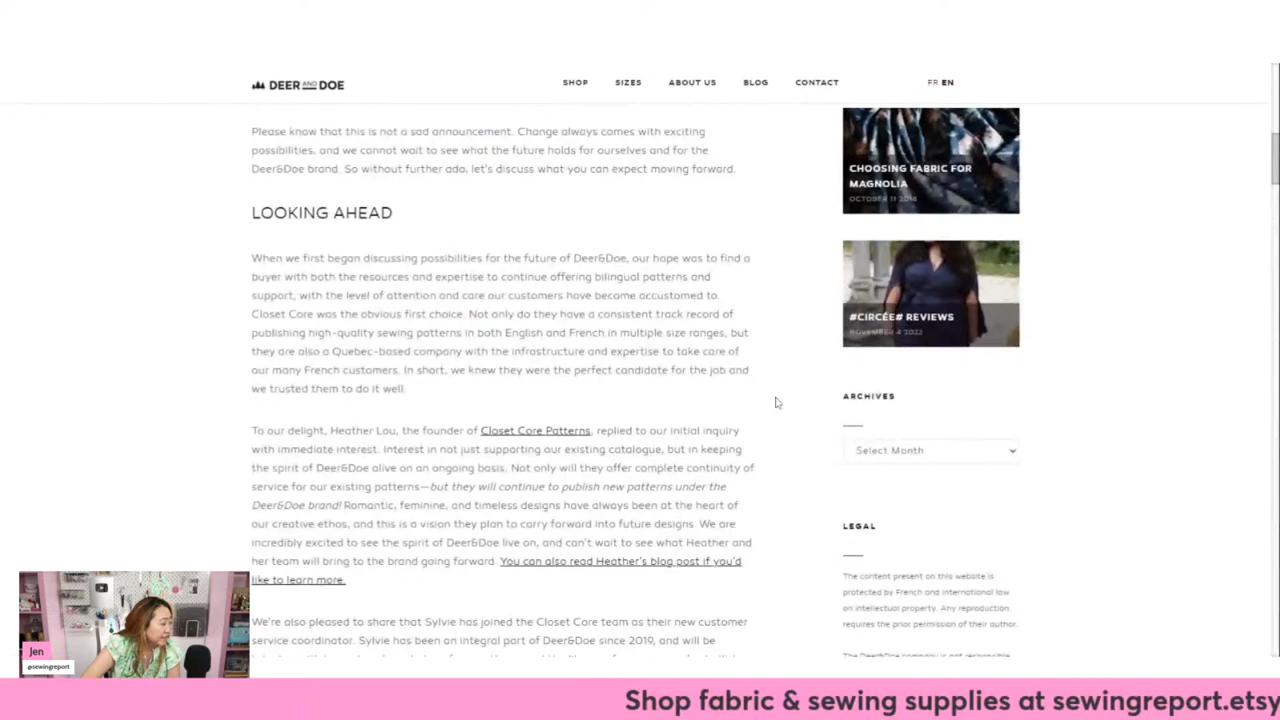 DEER AND DOE
SHOP SIZES ABOUT US BLOG CONTACT FR EN
Please know that this is not a sad announcement. Change always comes with exciting
possibilities, and we cannot wait to see what the future holds for ourselves and for the
Deer&Doe brand. So without further ado, let's discuss what you can expect moving forward.
LOOKING AHEAD
When we first began discussing possibilities for the future of Deer&Doe, our hope was to find a
buyer with both the resources and expertise to continue offering bilingual patterns and
support, with the level of attention and care our customers have become accustomed to.
Closet Core was the obvious first choice. Not only do they have a consistent track record of
publishing high-quality sewing patterns in both English and French in multiple size ranges, but
they are also a Quebec-based company with the infrastructure and expertise to take care of
our many French customers. In short, we knew they were the perfect candidate for the job and
we trusted them to do it well.
To our delight, Heather Lou, the founder of Closet Core Patterns, replied to our initial inquiry
with immediate interest. Interest in not just supporting our existing catalogue, but in keeping
the spirit of Deer&Doe alive on an ongoing basis. Not only will they offer complete continuity of
service for our existing patterns—but they will continue to publish new patterns under the
Deer&Doe brand! Romantic, feminine, and timeless designs have always been at the heart of
our creative ethos, and this is a vision they plan to carry forward into future designs. We are
incredibly excited to see the spirit of Deer&Doe live on, and can't wait to see what Heather and
her team will bring to the brand going forward. You can also read Heather's blog post if you'd
like to learn more.
We're also pleased to share that Sylvie has joined the Closet Core team as their new customer
service coordinator. Sylvie has been an integral part of Deer&Doe since 2019, and will be
CHOOSING FABRIC FOR
MAGNOLIA
OCTOBER 11 2018
#CIRCÉE# REVIEWS
NOVEMBER 4 2022
ARCHIVES
Select Month
LEGAL
The content present on this website is
protected by French and international law
on intellectual property. Any reproduction
requires the prior permission of their author.
The Deer&Doe company is not responsible
Jen
@sewingreport
Shop fabric & sewing supplies at sewingreport.etsy